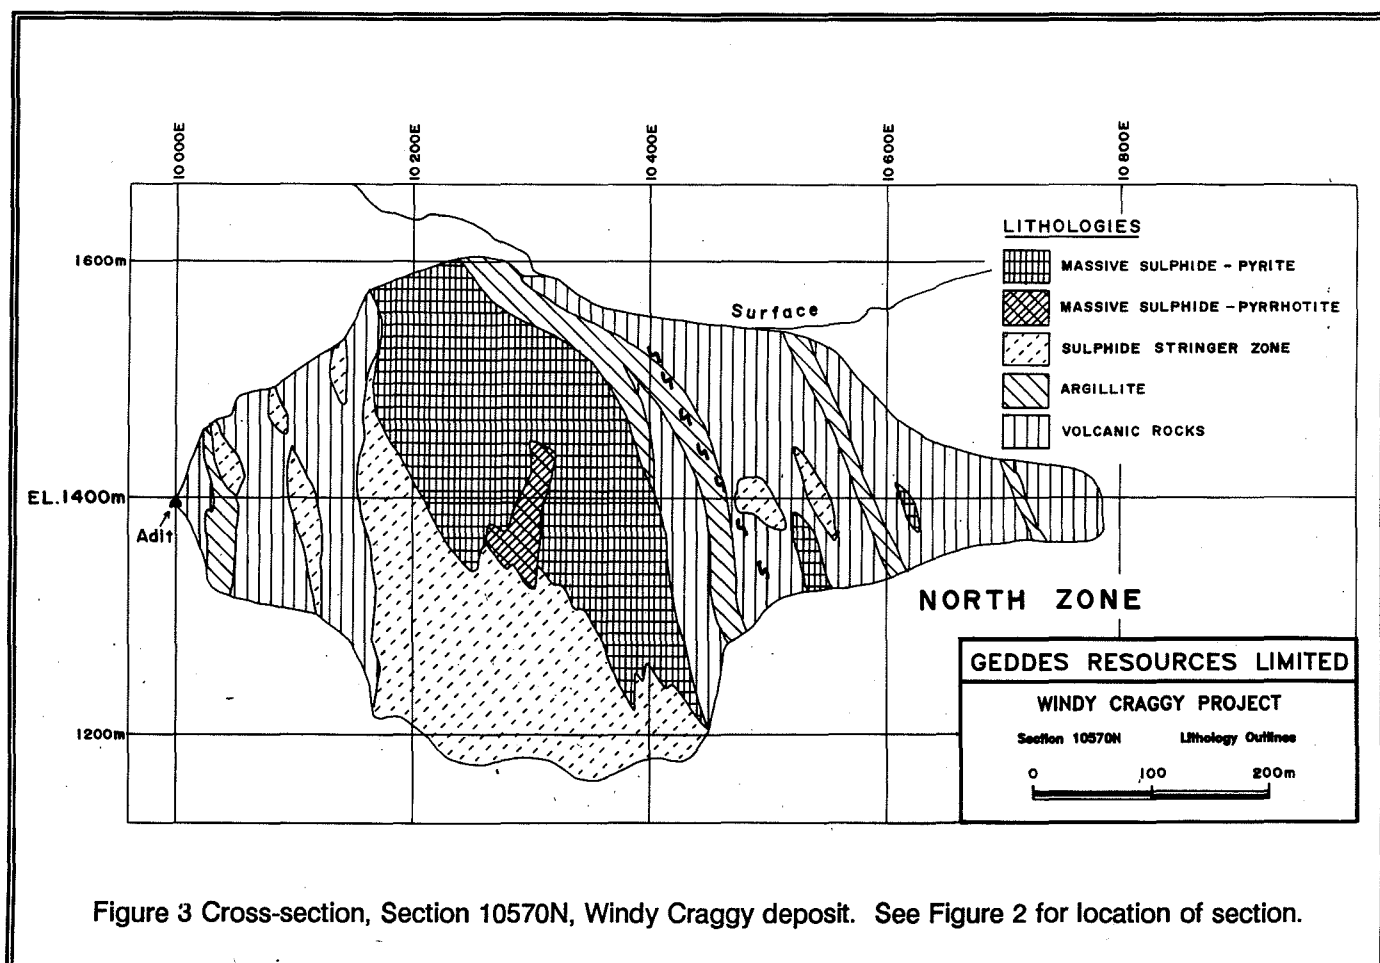 10 000E
10 200E
10 400E
10 600E
10 800E
LITHOLOGIES
MASSIVE SULPHIDE - PYRITE
MASSIVE SULPHIDE - PYRRHOTITE
SULPHIDE STRINGER ZONE
ARGILLITE
VOLCANIC ROCKS
1600m
Surface
EL. 1400m
Adit
1200m
NORTH ZONE
GEDDES RESOURCES LIMITED
WINDY CRAGGY PROJECT
Section 10570N Lithology Outlines
0 100 200m
Figure 3 Cross-section, Section 10570N, Windy Craggy deposit. See Figure 2 for location of section.